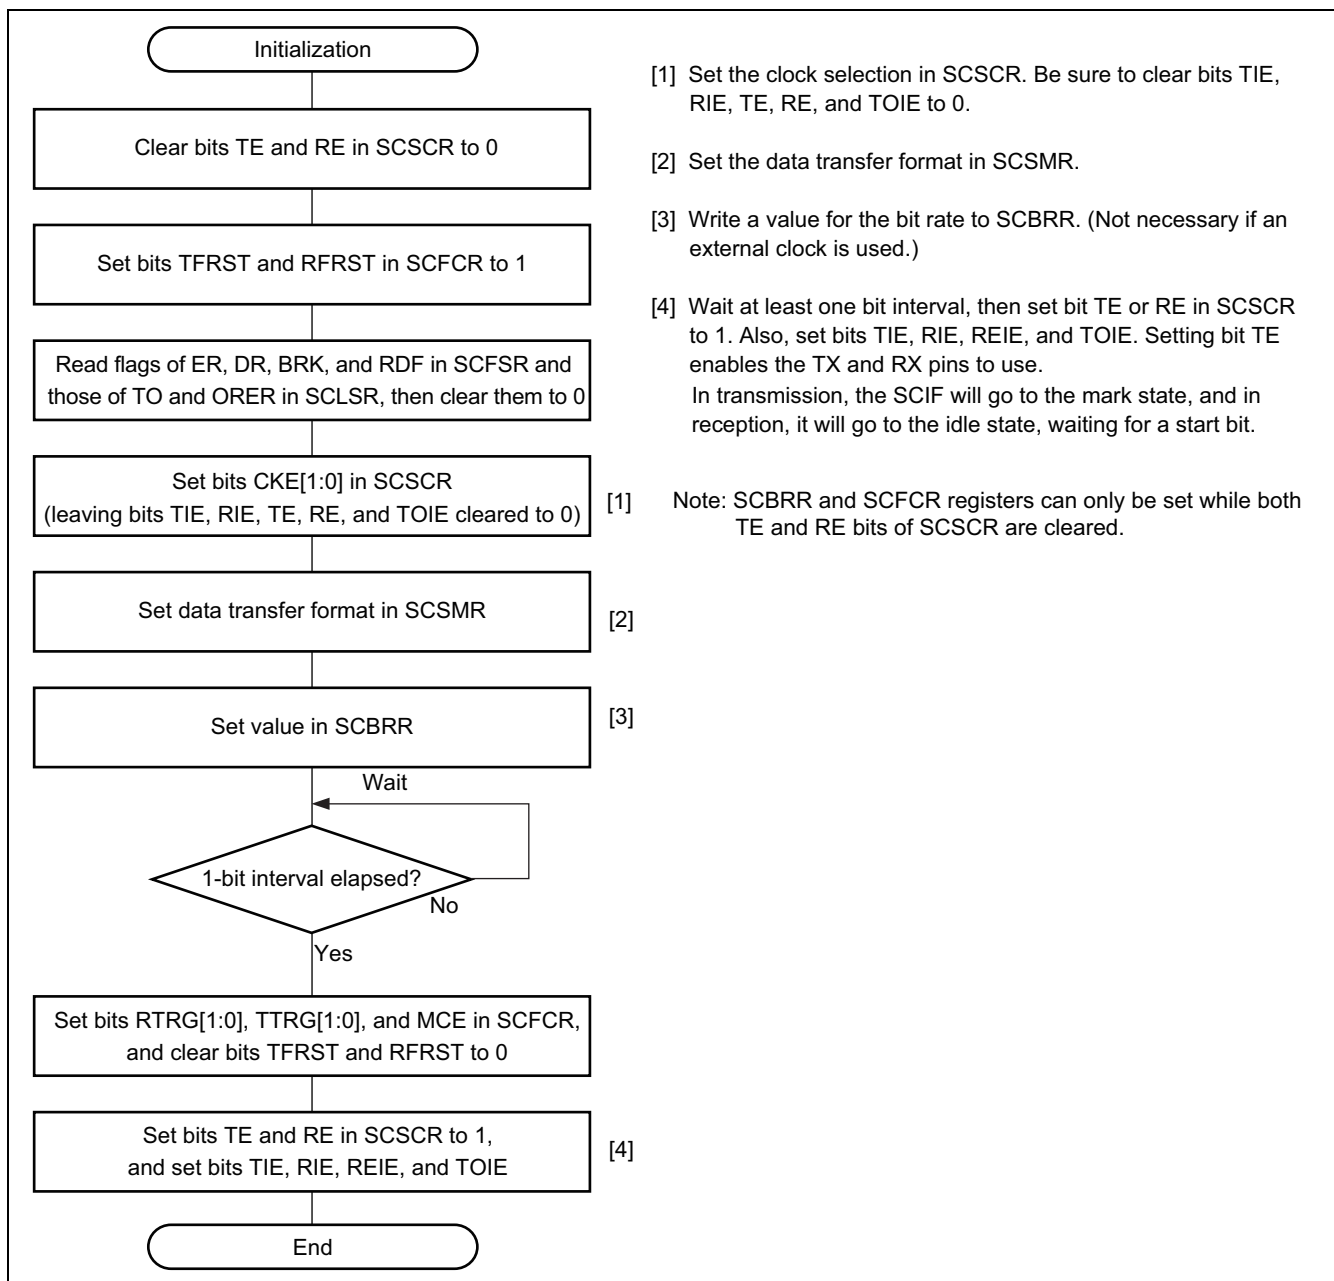 Initialization
Clear bits TE and RE in SCSCR to 0
Set bits TFRST and RFRST in SCFCR to 1
Read flags of ER, DR, BRK, and RDF in SCFSR and
those of TO and ORER in SCLSR, then clear them to 0
Set bits CKE[1:0] in SCSCR
(leaving bits TIE, RIE, TE, RE, and TOIE cleared to 0)
[1]
Set data transfer format in SCSMR
[2]
Set value in SCBRR
[3]
Wait
1-bit interval elapsed?
No
Yes
Set bits RTRG[1:0], TTRG[1:0], and MCE in SCFCR,
and clear bits TFRST and RFRST to 0
Set bits TE and RE in SCSCR to 1,
and set bits TIE, RIE, REIE, and TOIE
[4]
End
[1] Set the clock selection in SCSCR. Be sure to clear bits TIE,
RIE, TE, RE, and TOIE to 0.
[2] Set the data transfer format in SCSMR.
[3] Write a value for the bit rate to SCBRR. (Not necessary if an
external clock is used.)
[4] Wait at least one bit interval, then set bit TE or RE in SCSCR
to 1. Also, set bits TIE, RIE, REIE, and TOIE. Setting bit TE
enables the TX and RX pins to use.
In transmission, the SCIF will go to the mark state, and in
reception, it will go to the idle state, waiting for a start bit.
Note: SCBRR and SCFCR registers can only be set while both
TE and RE bits of SCSCR are cleared.